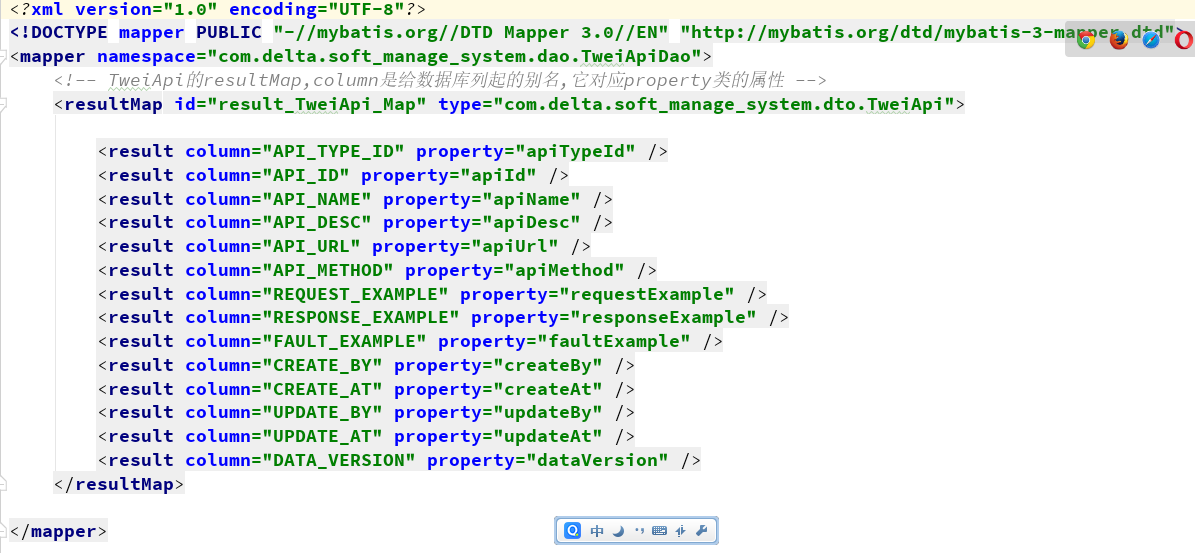 <?xml version="1.0" encoding="UTF-8"?>
<!DOCTYPE mapper PUBLIC "-//mybatis.org//DTD Mapper 3.0//EN" "http://mybatis.org/dtd/mybatis-3-mapper.dtd">
<mapper namespace="com.delta.soft_manage_system.dao.TweiApiDao">
<!-- TweiApi的resultMap,column是给数据库列起的别名,它对应property类的属性 -->
<resultMap id="result_TweiApi_Map" type="com.delta.soft_manage_system.dto.TweiApi">
<result column="API_TYPE_ID" property="apiTypeId" />
<result column="API_ID" property="apiId" />
<result column="API_NAME" property="apiName" />
<result column="API_DESC" property="apiDesc" />
<result column="API_URL" property="apiUrl" />
<result column="API_METHOD" property="apiMethod" />
<result column="REQUEST_EXAMPLE" property="requestExample" />
<result column="RESPONSE_EXAMPLE" property="responseExample" />
<result column="FAULT_EXAMPLE" property="faultExample" />
<result column="CREATE_BY" property="createBy" />
<result column="CREATE_AT" property="createAt" />
<result column="UPDATE_BY" property="updateBy" />
<result column="UPDATE_AT" property="updateAt" />
<result column="DATA_VERSION" property="dataVersion" />
</resultMap>
</mapper>
中